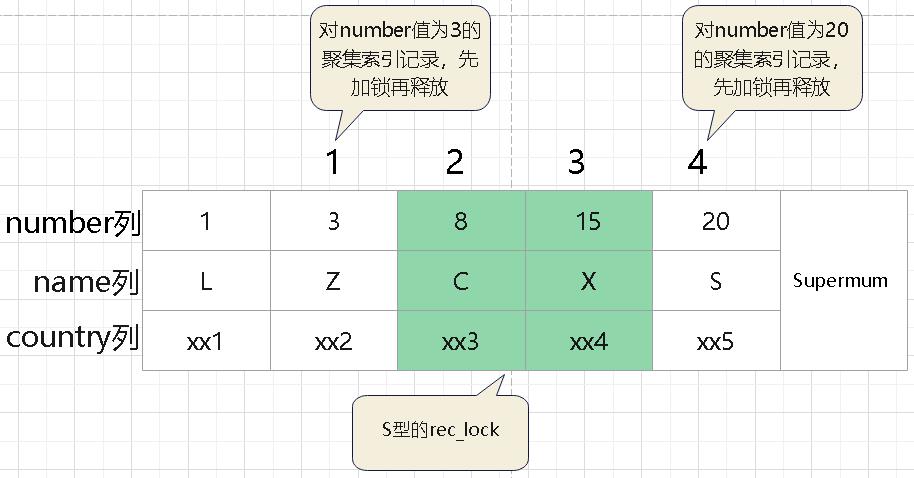 对number值为3的
聚集索引记录，先
加锁再释放
对number值为20
的聚集索引记录，
先加锁再释放
1 2 3 4
number列 1 3 8 15 20
name列 L Z C X S Supermum
country列 xx1 xx2 xx3 xx4 xx5
S型的rec_lock